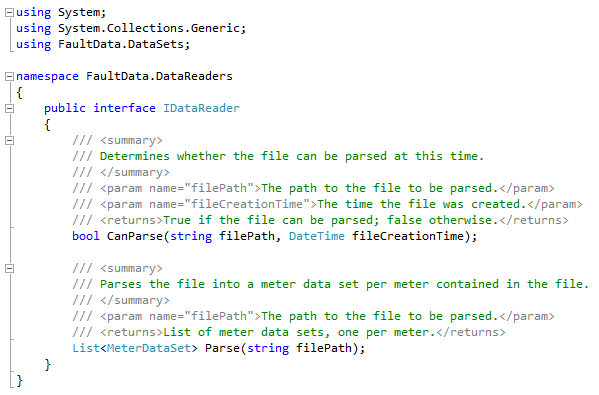 using System;
using System.Collections.Generic;
using FaultData.DataSets;
namespace FaultData.DataReaders
{
    public interface IDataReader
    {
        /// <summary>
        /// Determines whether the file can be parsed at this time.
        /// </summary>
        /// <param name="filePath">The path to the file to be parsed.</param>
        /// <param name="fileCreationTime">The time the file was created.</param>
        /// <returns>True if the file can be parsed; false otherwise.</returns>
        bool CanParse(string filePath, DateTime fileCreationTime);
        /// <summary>
        /// Parses the file into a meter data set per meter contained in the file.
        /// </summary>
        /// <param name="filePath">The path to the file to be parsed.</param>
        /// <returns>List of meter data sets, one per meter.</returns>
        List<MeterDataSet> Parse(string filePath);
    }
}